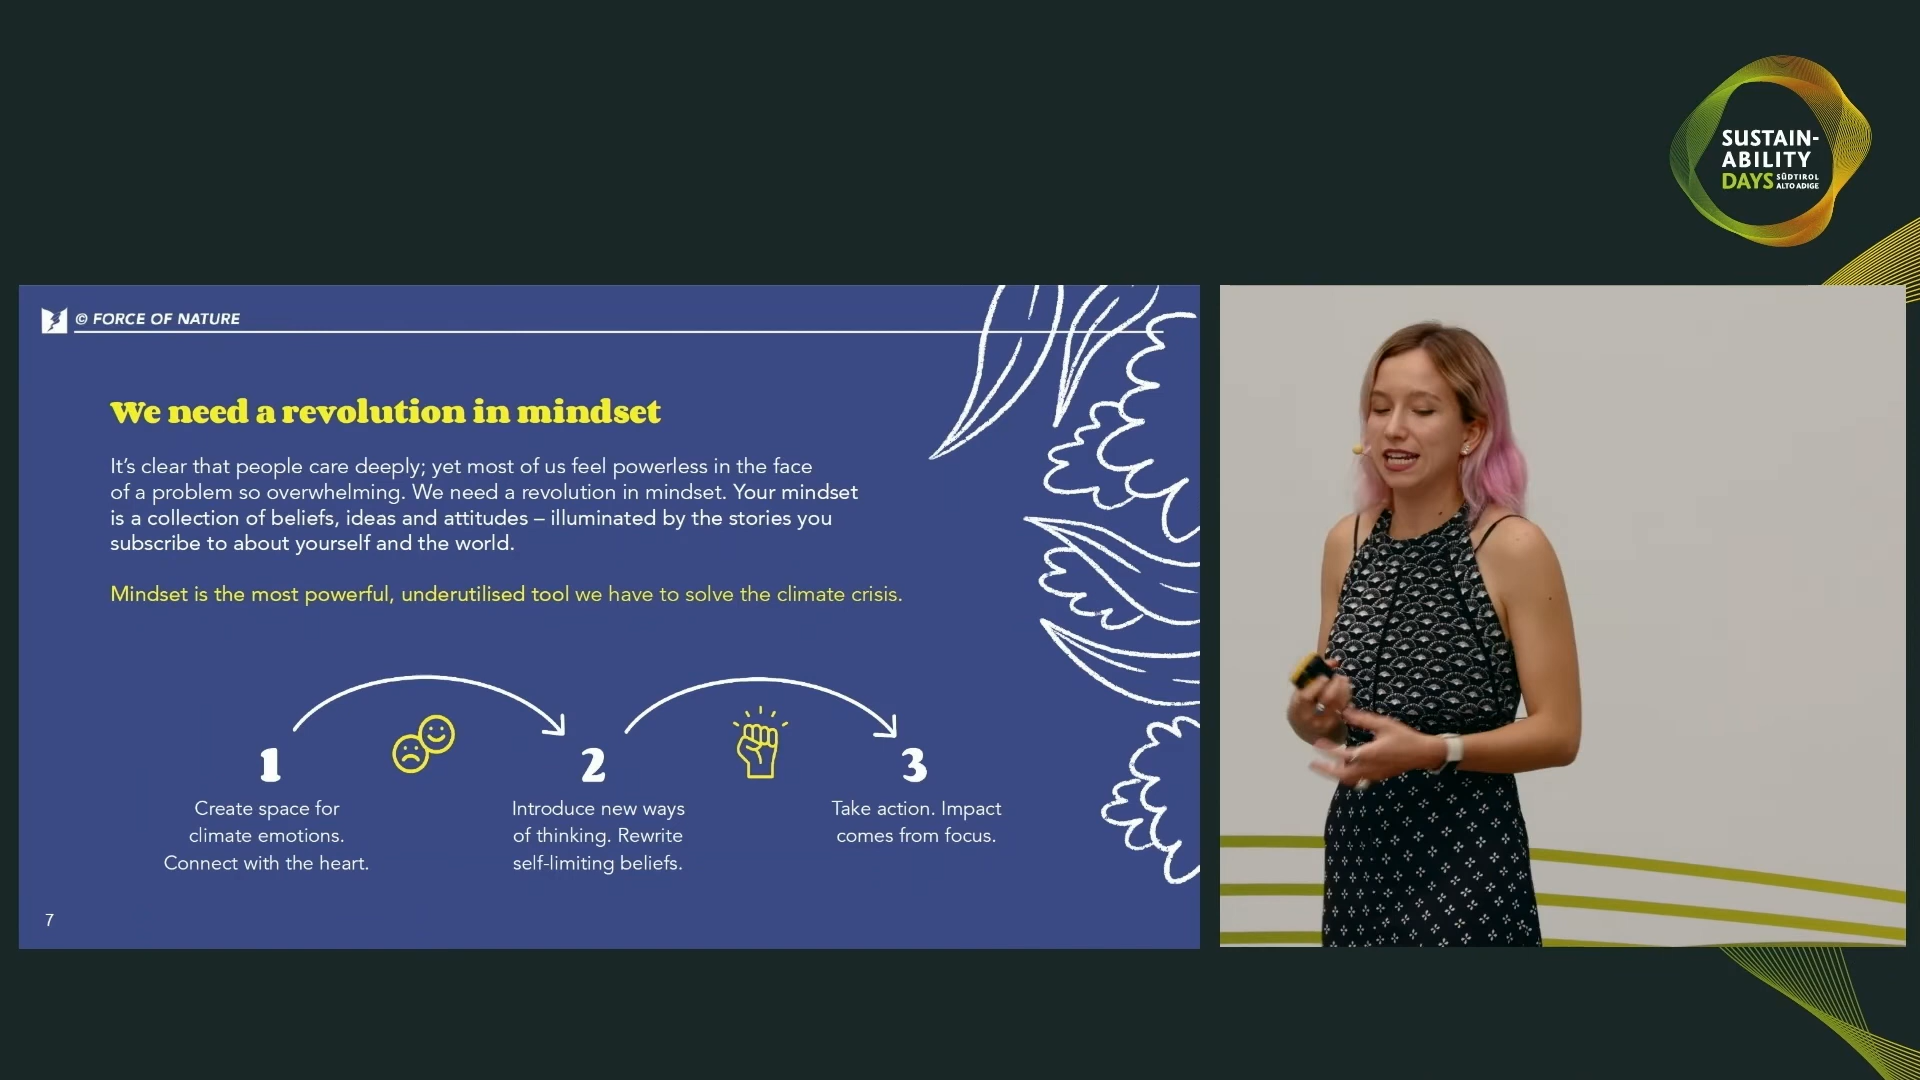 SUSTAIN-
ABILITY
DAYS SÜDTIROL
ALTO ADIGE
© FORCE OF NATURE
We need a revolution in mindset
It's clear that people care deeply; yet most of us feel powerless in the face
of a problem so overwhelming. We need a revolution in mindset. Your mindset
is a collection of beliefs, ideas and attitudes – illuminated by the stories you
subscribe to about yourself and the world.
Mindset is the most powerful, underutilised tool we have to solve the climate crisis.
1
Create space for
climate emotions.
Connect with the heart.
2
Introduce new ways
of thinking. Rewrite
self-limiting beliefs.
3
Take action. Impact
comes from focus.
7